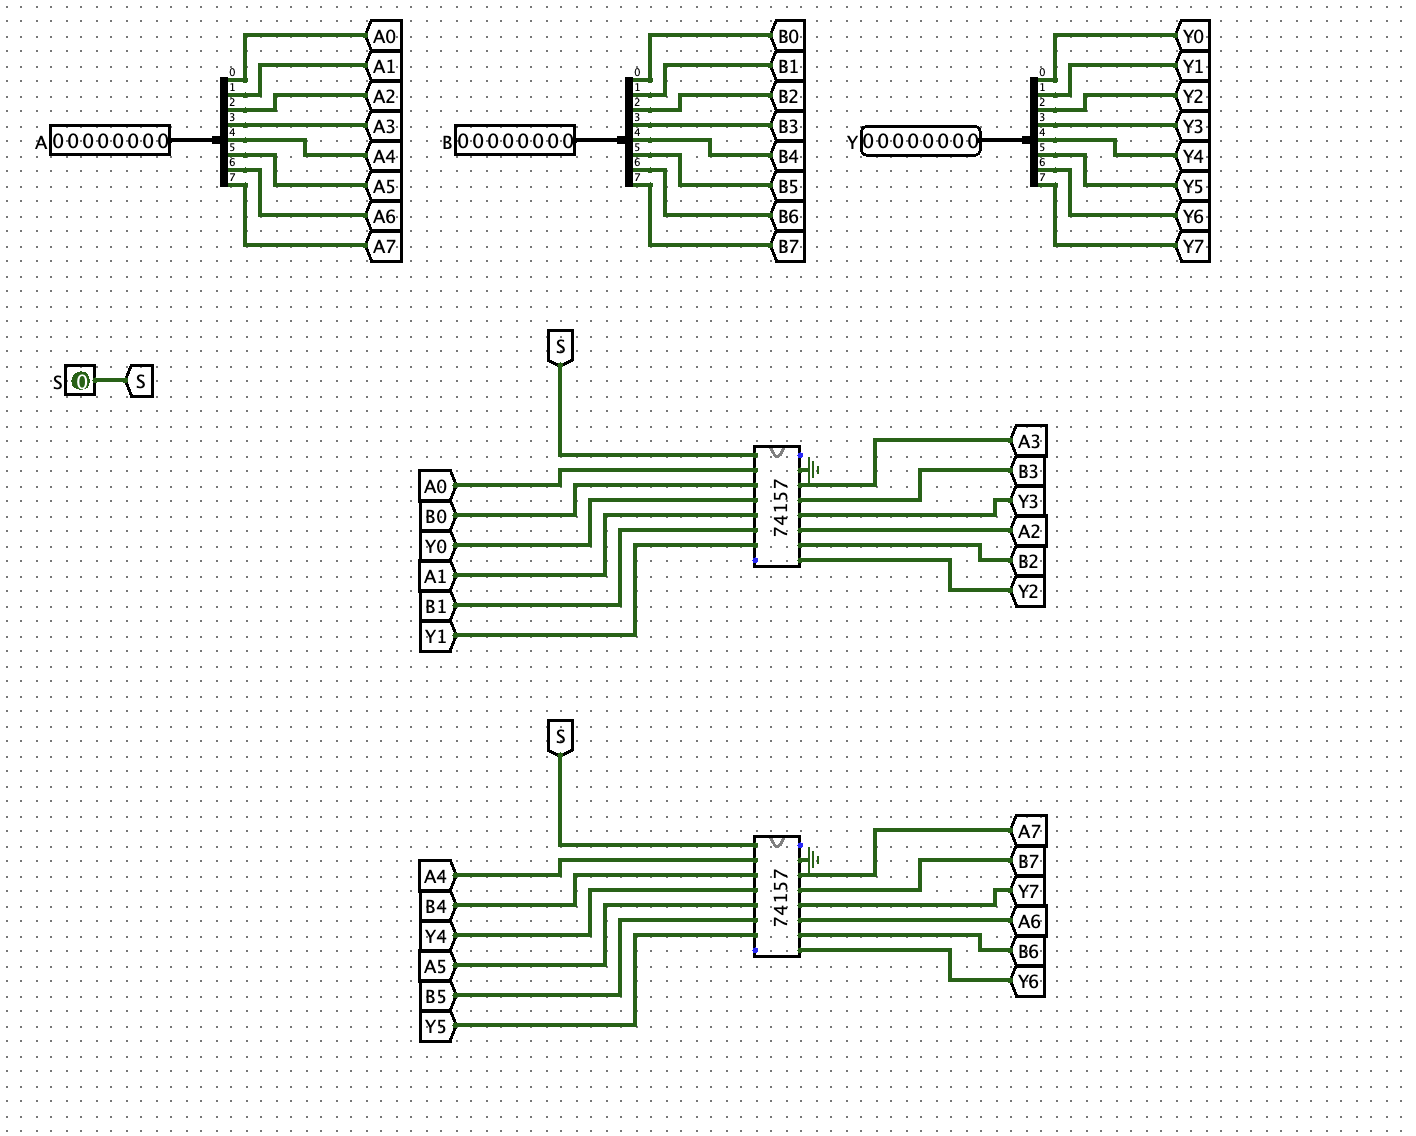 A0 B0 Y0
A1 B1 Y1
0 0 0
1 1 1
A2 B2 Y2
2 2 2
3 3 3
A3 B3 Y3
A 00000000 B 00000000 Y 00000000
4 4 4
A4 B4 Y4
5 5 5
6 6 6
7 7 7
A5 B5 Y5
A6 B6 Y6
A7 B7 Y7
S
S 0 S
A3
B3
A0
Y3
B0
74157
A2
Y0
B2
A1
Y2
B1
Y1
S
A7
B7
A4
Y7
B4
74157
A6
Y4
B6
A5
Y6
B5
Y5